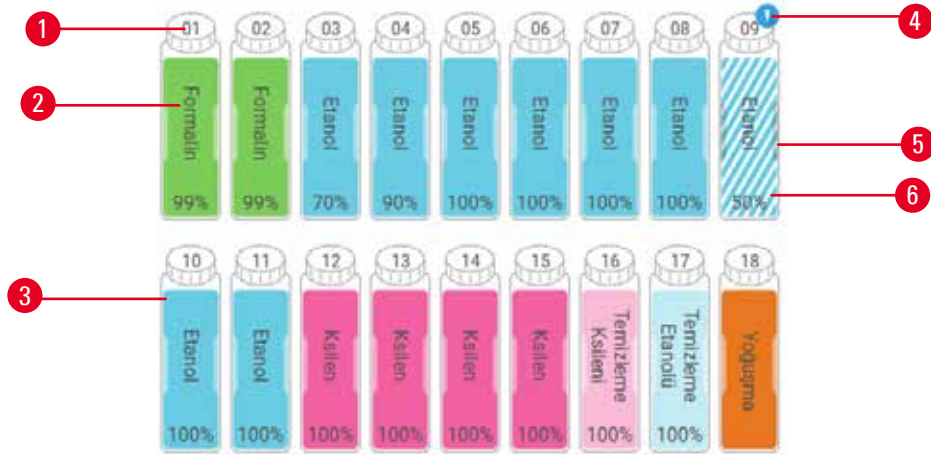 1 01 02 03 04 05 06 07 08 09 4
2 Formalin Formalin Etanol Etanol Etanol Etanol Etanol Etanol Etanol 5
99% 99% 70% 90% 100% 100% 100% 100% 50% 6
10 11 12 13 14 15 16 17 18
3 Etanol Etanol Ksilen Ksilen Ksilen Ksilen Temizleme Ksileni Temizleme Etanolü Yoğuşma
100% 100% 100% 100% 100% 100% 100% 100%